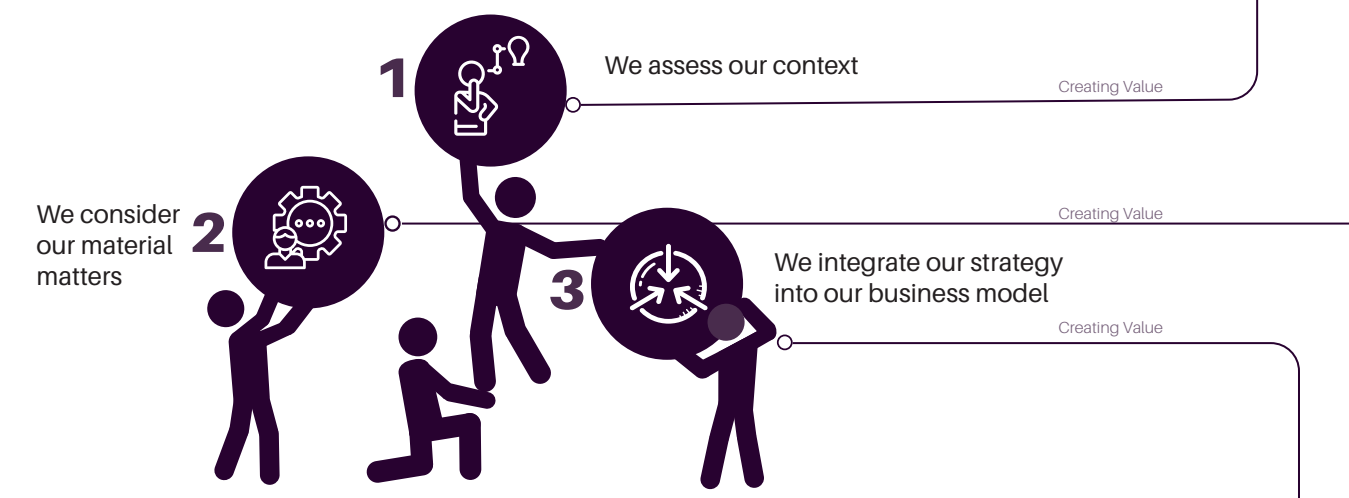 1
We assess our context
Creating Value
We consider
our material
matters
2
Creating Value
3
We integrate our strategy
into our business model
Creating Value